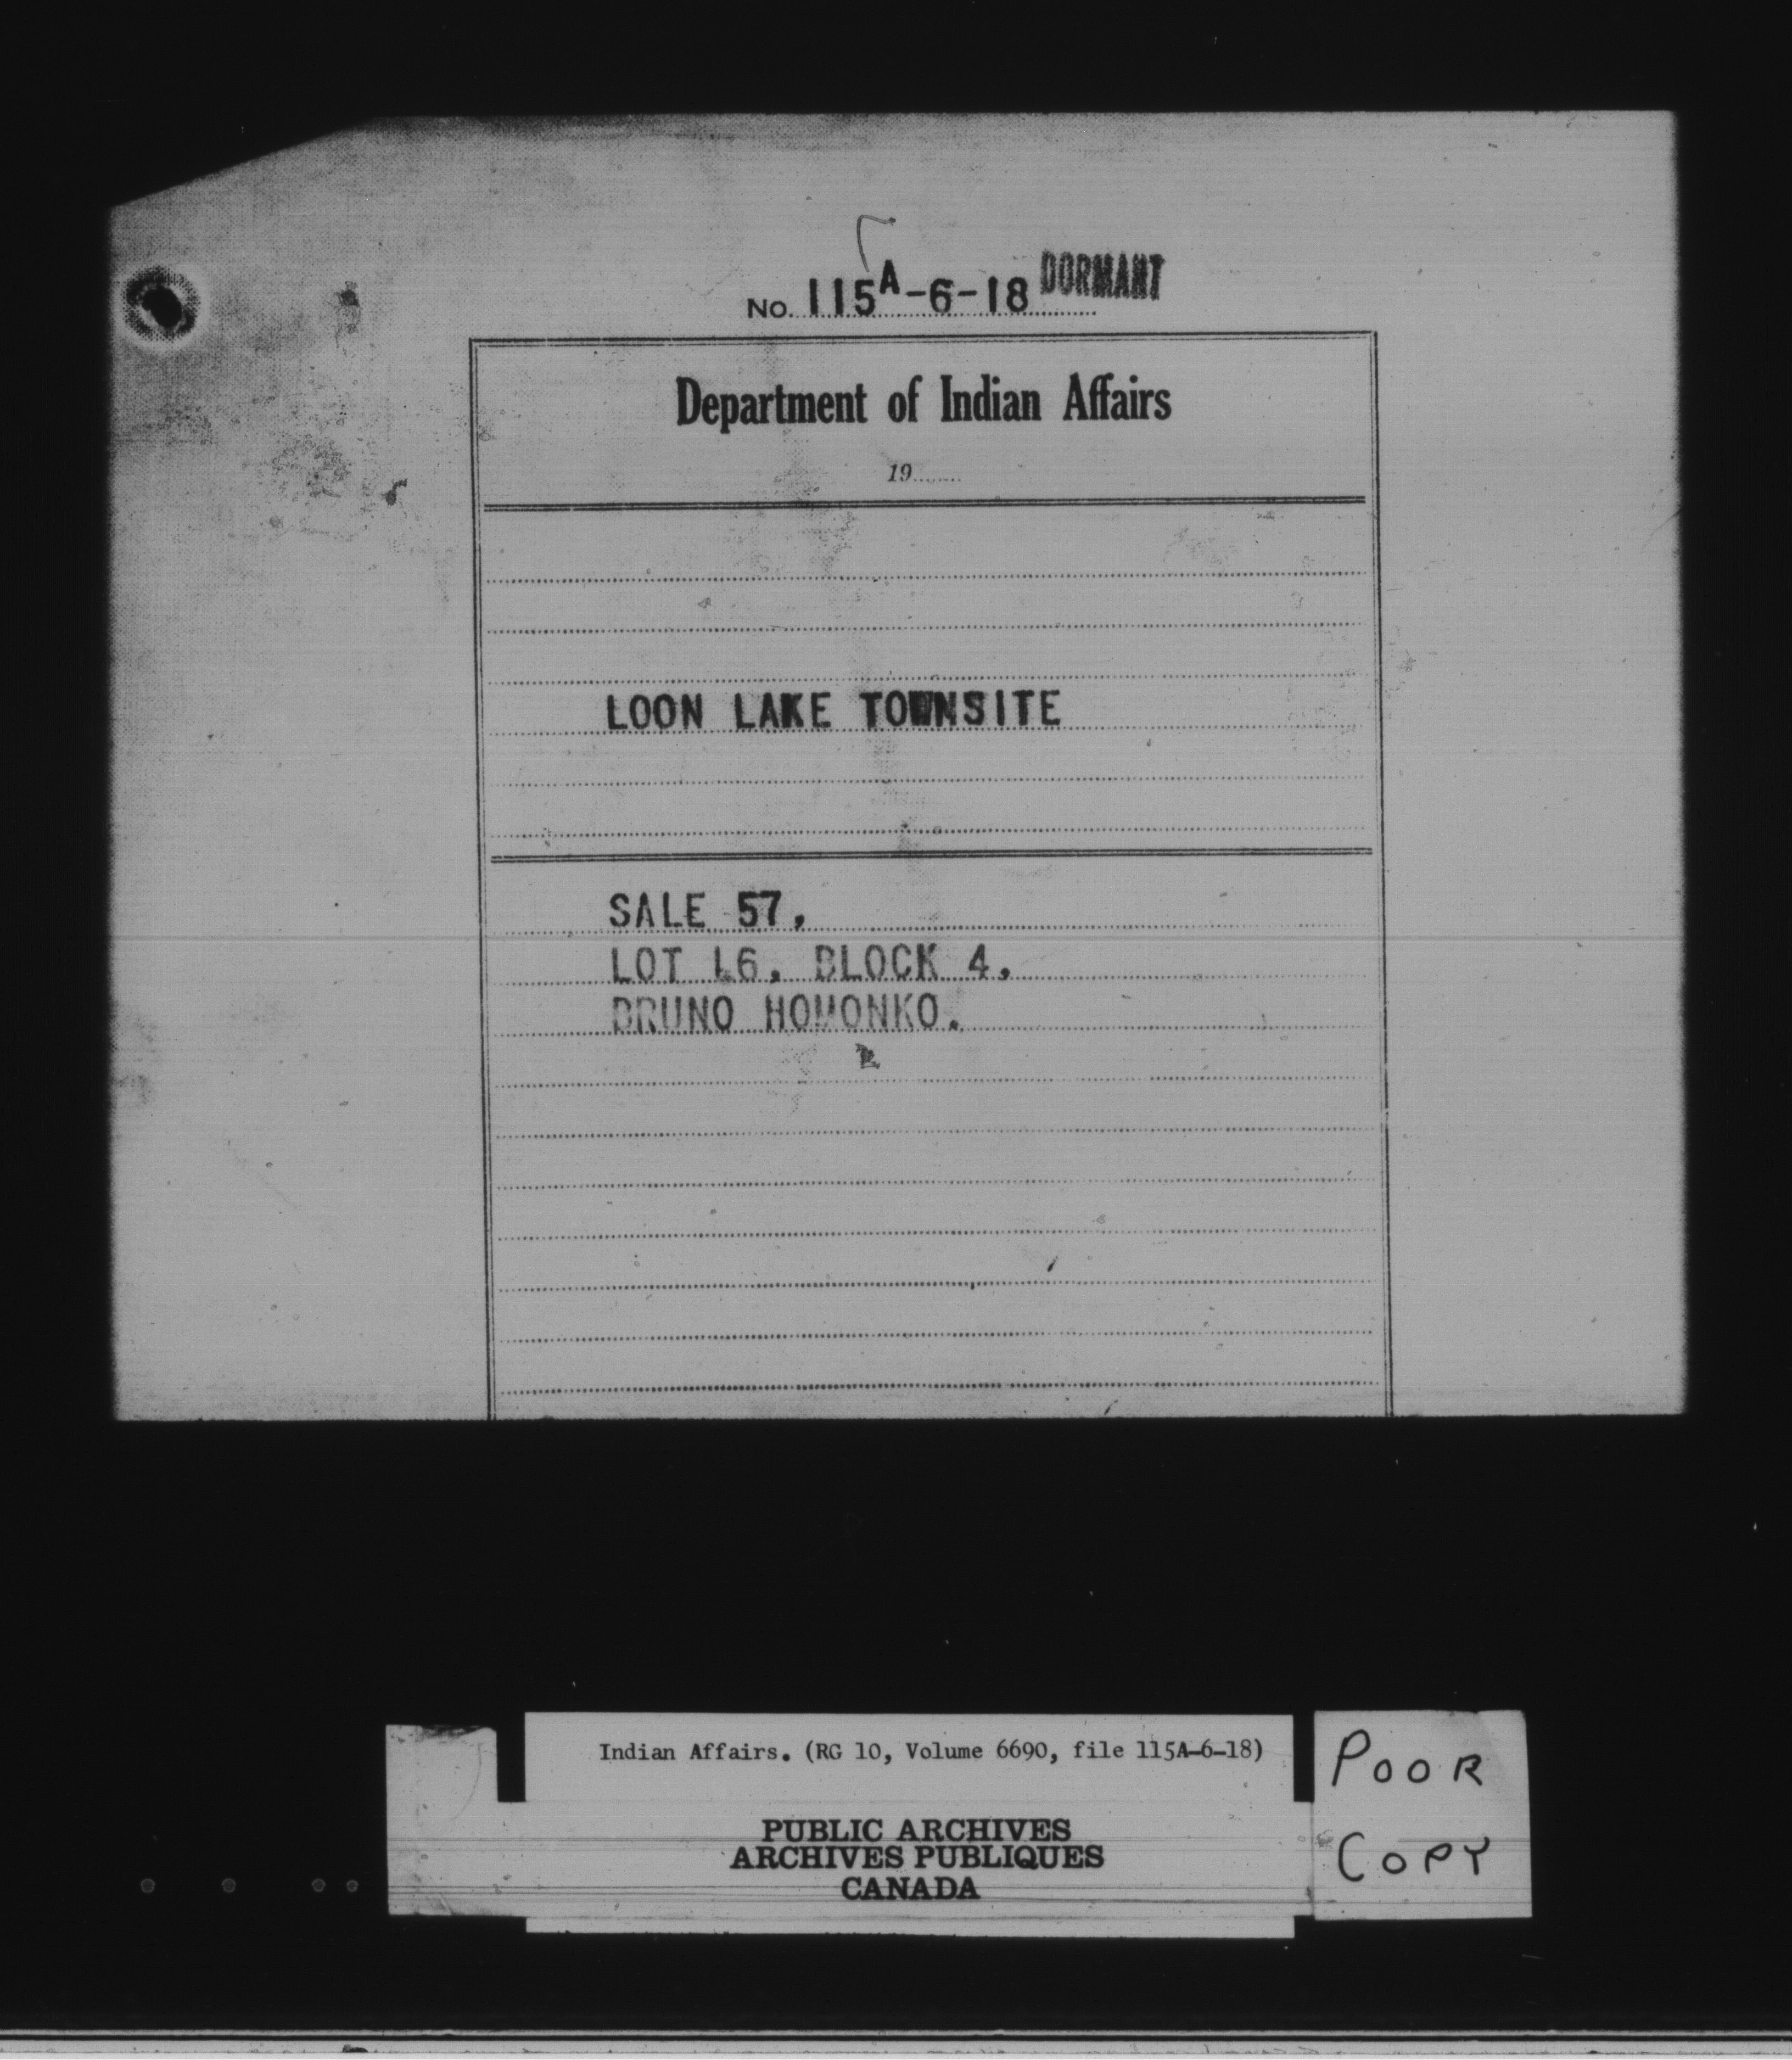 No. 115A-6-18 DORMANT
Department of Indian Affairs
19
LOON LAKE TOWNSITE
SALE 57,
LOT 16, BLOCK 4,
BRUNO HOMONKO.
Indian Affairs. (RG 10, Volume 6690, file 115A-6-18)
PUBLIC ARCHIVES
ARCHIVES PUBLIQUES
CANADA
POOR
COPY